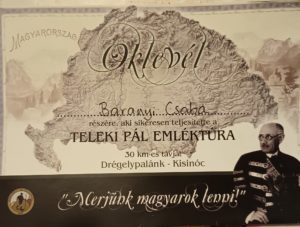 MAGYARORSZÁG
Oklevél
Baranyi Csaba
részére, aki sikeresen teljesítette a
TELEKI PÁL EMLÉKTÚRA
30 km-es távját
Drégelypalánk - Kisinóc
"Merjünk magyarok lenni!"